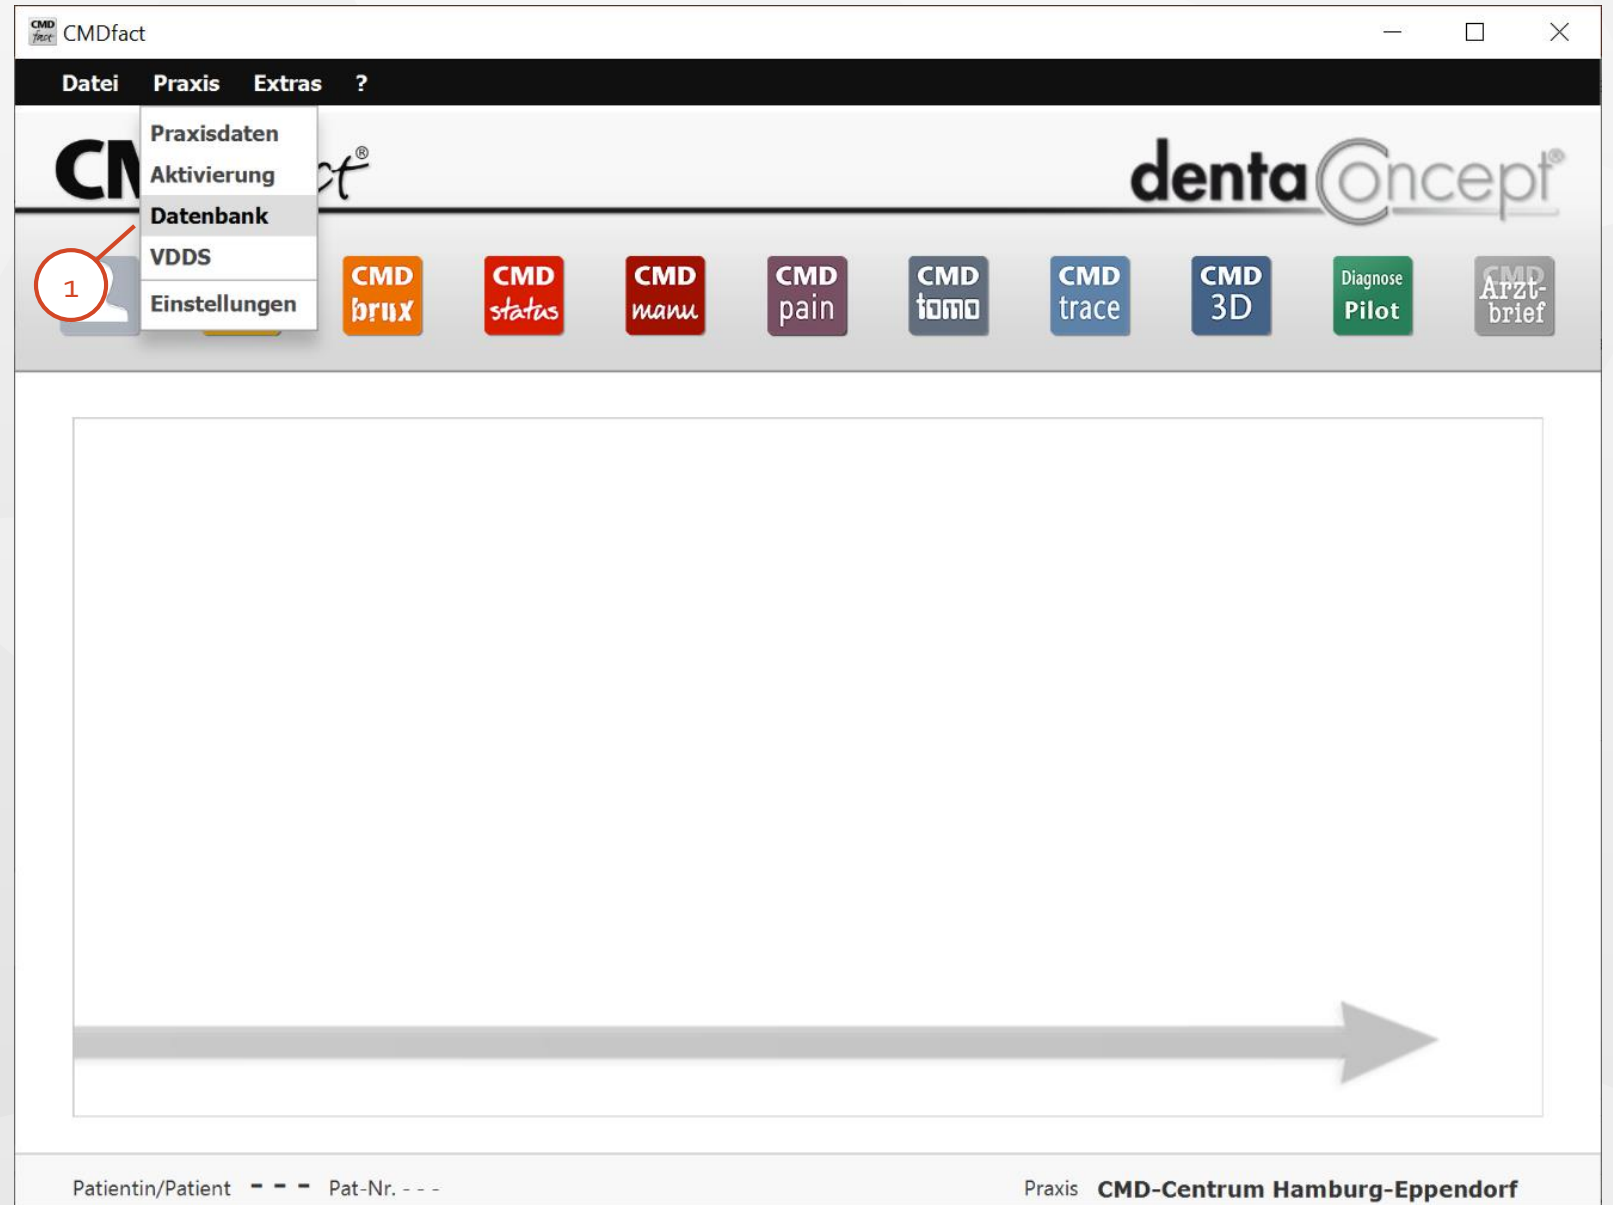 CMD
fact CMDfact
Datei Praxis Extras ?
Praxisdaten
Aktivierung
Datenbank
VDDS
Einstellungen
CM ct®
dentaConcept®
1
CMD
brux
CMD
status
CMD
manu
CMD
pain
CMD
tomo
CMD
trace
CMD
3D
Diagnose
Pilot
CMD
Arzt-
brief
Patientin/Patient - - - Pat-Nr. - - -
Praxis CMD-Centrum Hamburg-Eppendorf